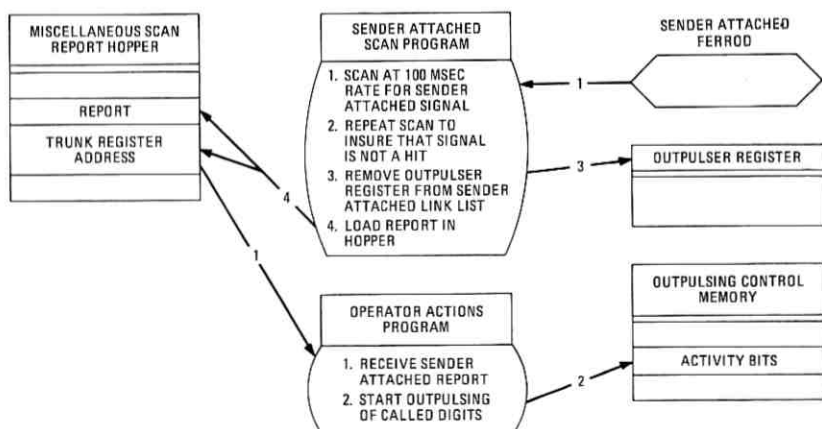 MISCELLANEOUS SCAN
REPORT HOPPER
REPORT
TRUNK REGISTER
ADDRESS
SENDER ATTACHED
SCAN PROGRAM
1. SCAN AT 100 MSEC
RATE FOR SENDER
ATTACHED SIGNAL
2. REPEAT SCAN TO
INSURE THAT SIGNAL
IS NOT A HIT
3. REMOVE OUTPULSER
REGISTER FROM SENDER
ATTACHED LINK LIST
4. LOAD REPORT IN
HOPPER
SENDER ATTACHED
FERROD
1
3
4
1
OUTPULSER REGISTER
OPERATOR ACTIONS
PROGRAM
1. RECEIVE SENDER
ATTACHED REPORT
2. START OUTPULSING
OF CALLED DIGITS
2
OUTPULSING CONTROL
MEMORY
ACTIVITY BITS